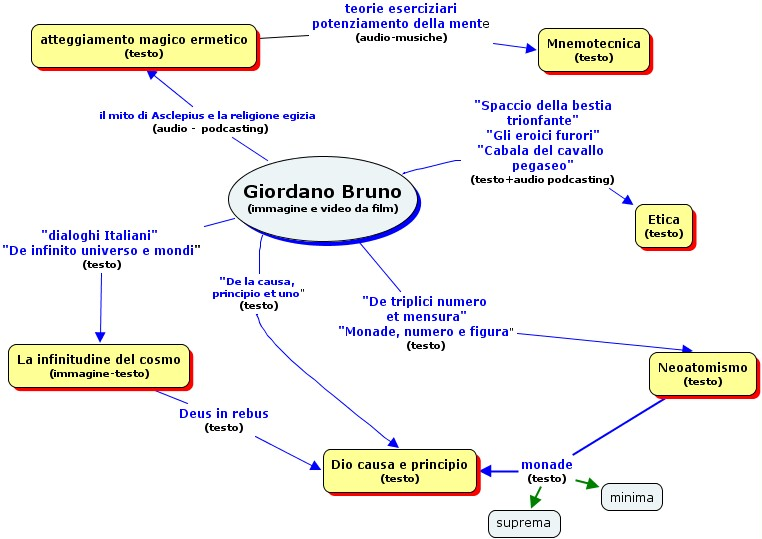 teorie eserciziari
potenziamento della mente
(audio-musiche)
atteggiamento magico ermetico
(testo)
Mnemotecnica
(testo)
il mito di Asclepius e la religione egizia
(audio - podcasting)
"Spaccio della bestia
trionfante"
"Gli eroici furori"
"Cabala del cavallo
pegaseo"
(testo+audio podcasting)
Giordano Bruno
(immagine e video da film)
Etica
(testo)
"dialoghi Italiani"
"De infinito universo e mondi"
(testo)
"De la causa,
principio et uno"
(testo)
"De triplici numero
et mensura"
"Monade, numero e figura"
(testo)
La infinitudine del cosmo
(immagine-testo)
Neoatomismo
(testo)
Deus in rebus
(testo)
Dio causa e principio
(testo)
monade
(testo)
minima
suprema